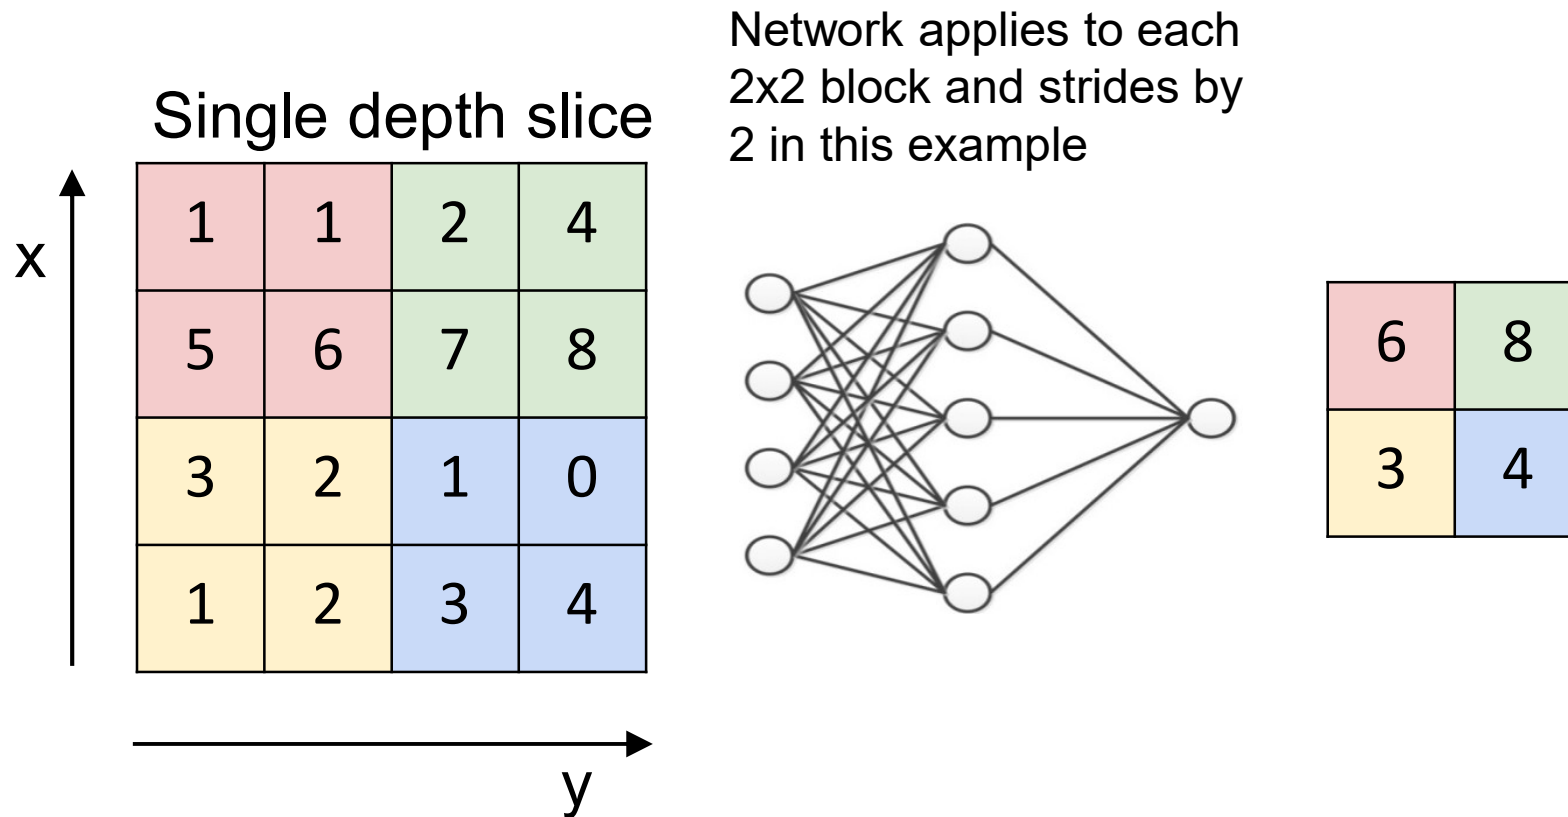 Network applies to each
2x2 block and strides by
2 in this example
Single depth slice
x
1 1 2 4
5 6 7 8
3 2 1 0
1 2 3 4
y
6 8
3 4